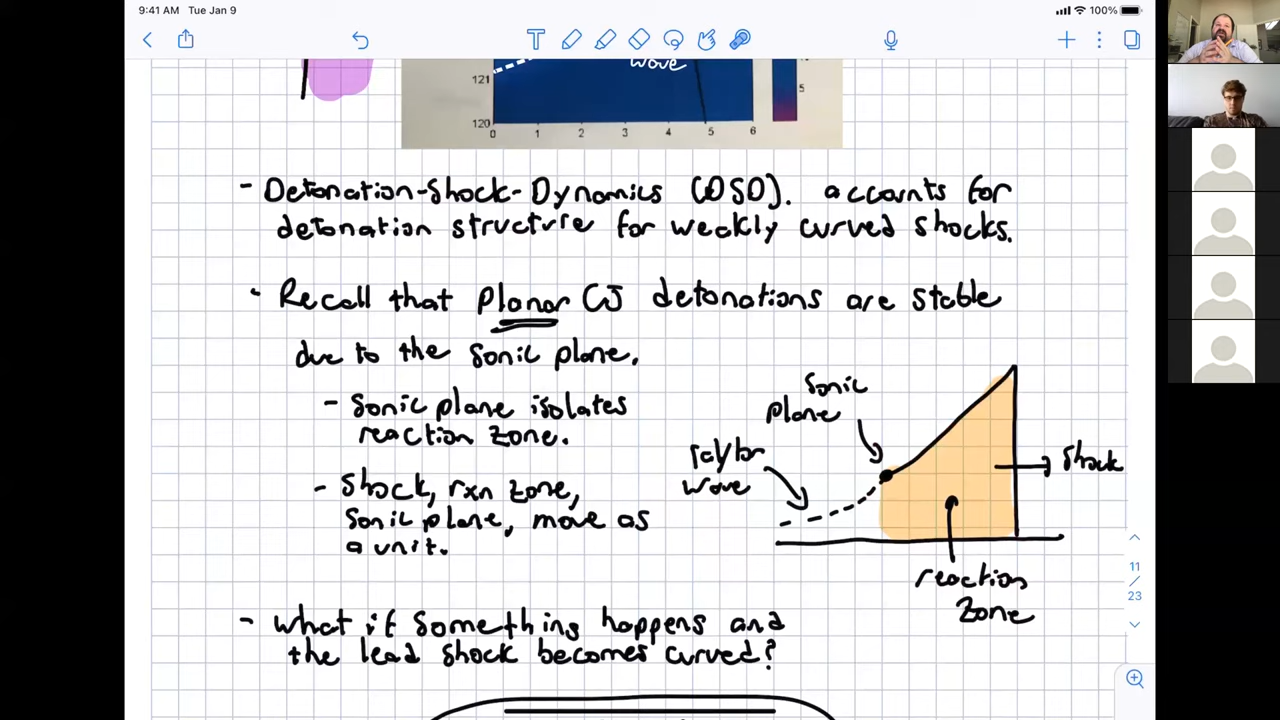 9:41 AM Tue Jan 9
100%
wave
121
120
0 1 2 3 4 5 6
5
- Detonation-Shock-Dynamics (DSD). accounts for
detonation structure for weakly curved shocks.
· Recall that planar CJ detonations are stable
due to the sonic plane.
- Sonic plane isolates
reaction zone.
- Shock, rxn zone,
sonic plane, move as
a unit.
Sonic
plane
Taylor
wave
shock
reaction
zone
11
/
23
- What if something happens and
the lead shock becomes curved?